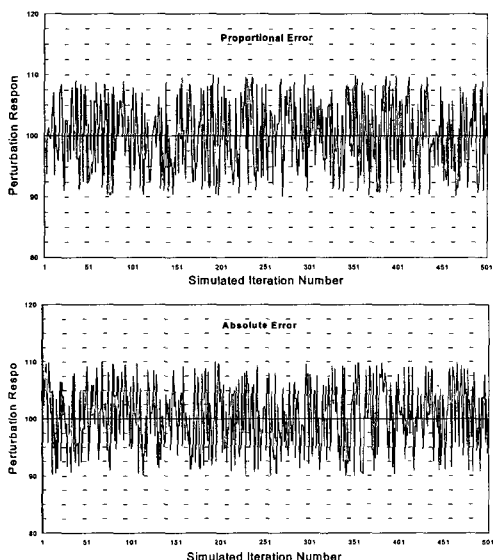 120
Proportional Error
110
100
90
80
Perturbation Respon
1 51 101 151 201 251 301 351 401 451 501
Simulated Iteration Number
120
Absolute Error
110
100
90
80
Perturbation Respo
1 51 101 151 201 251 301 351 401 451 501
Simulated Iteration Number